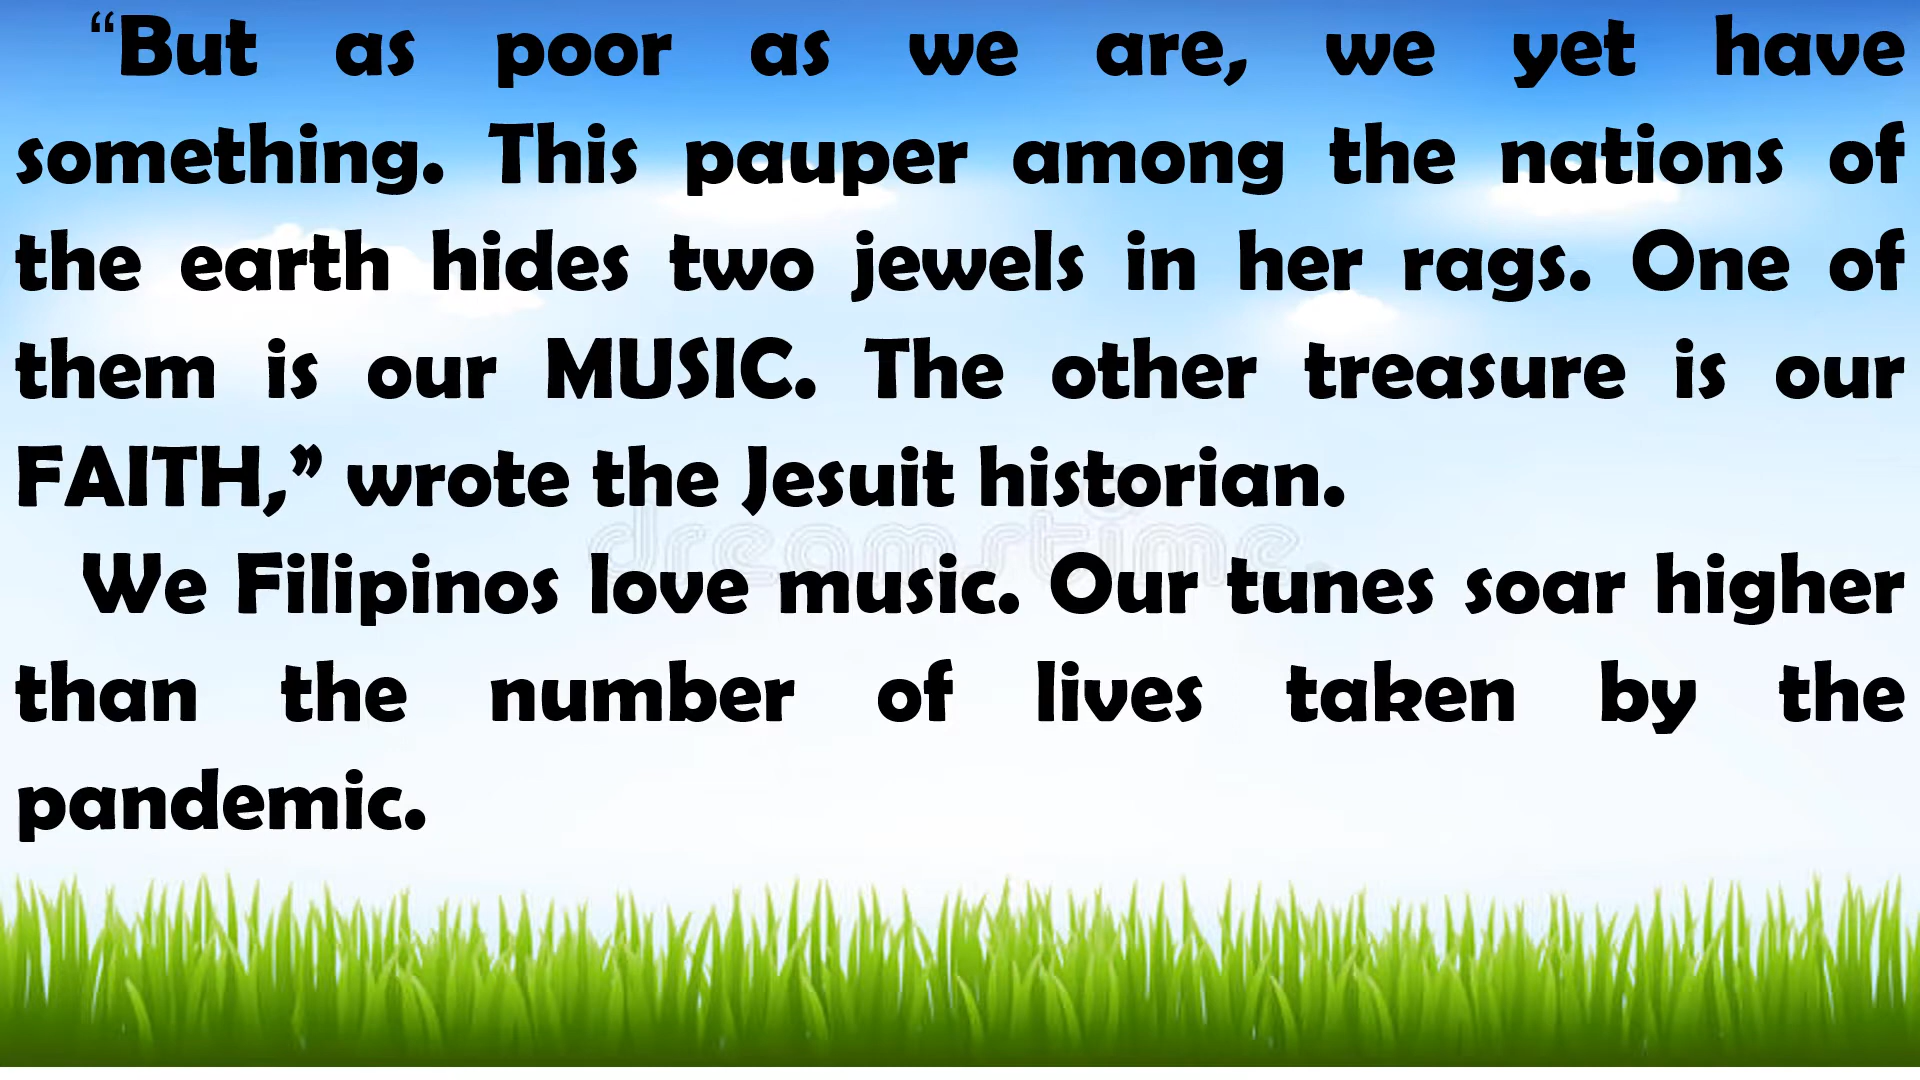 “But as poor as we are, we yet have
something. This pauper among the nations of
the earth hides two jewels in her rags. One of
them is our MUSIC. The other treasure is our
FAITH,” wrote the Jesuit historian.
dreamstime.
We Filipinos love music. Our tunes soar higher
than the number of lives taken by the
pandemic.